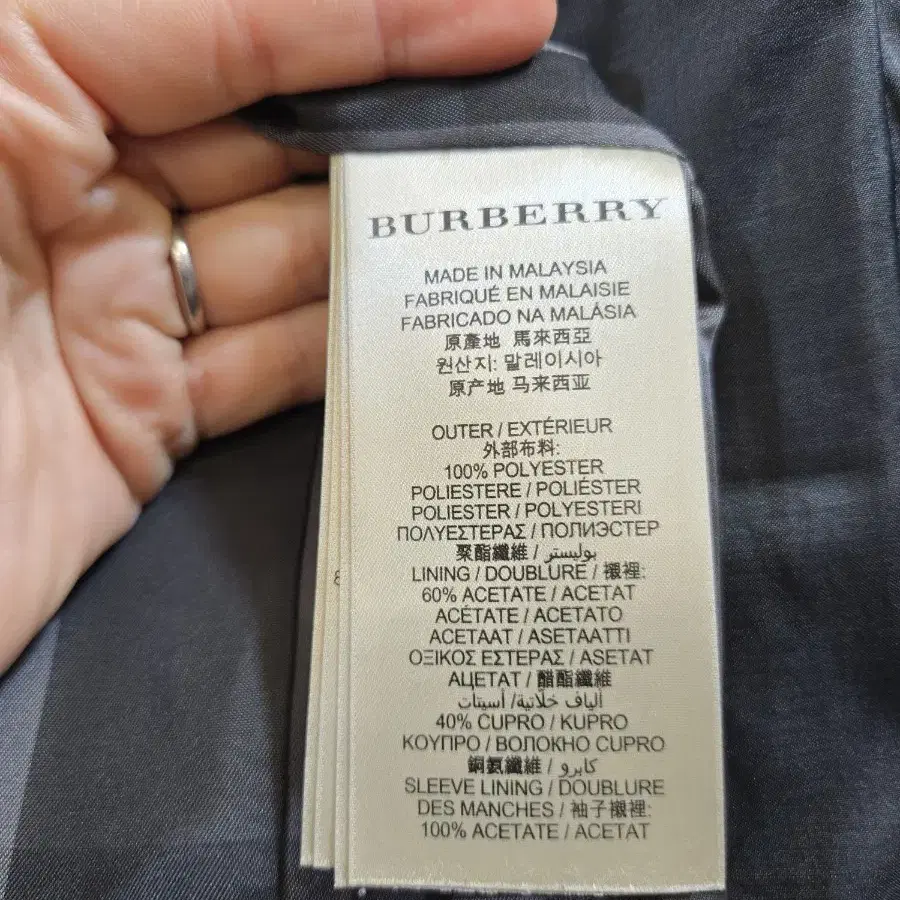 BURBERRY
MADE IN MALAYSIA
FABRIQUÉ EN MALAISIE
FABRICADO NA MALÁSIA
原產地 馬來西亞
원산지: 말레이시아
原产地 马来西亚
OUTER / EXTÉRIEUR
外部布料:
100% POLYESTER
POLIESTERE / POLIÉSTER
POLIESTER / POLYESTERI
ΠΟΛΥΕΣΤΕΡΑΣ / ПОЛИЭСТЕР
聚酯纖維 / بوليستر
LINING / DOUBLURE / 襯裡:
60% ACETATE / ACETAT
ACÉTATE / ACETATO
ACETAAT / ASETAATTI
ΟΞΙΚΟΣ ΕΣΤΕΡΑΣ / ASETAT
АЦЕТАТ / 醋酯纖維
ألياف خلاتية/ أسيتات
40% CUPRO / KUPRO
ΚΟΥΠΡΟ / ВОЛОКНО CUPRO
銅氨纖維 / كابرو
SLEEVE LINING / DOUBLURE
DES MANCHES / 袖子襯裡:
100% ACETATE / ACETAT